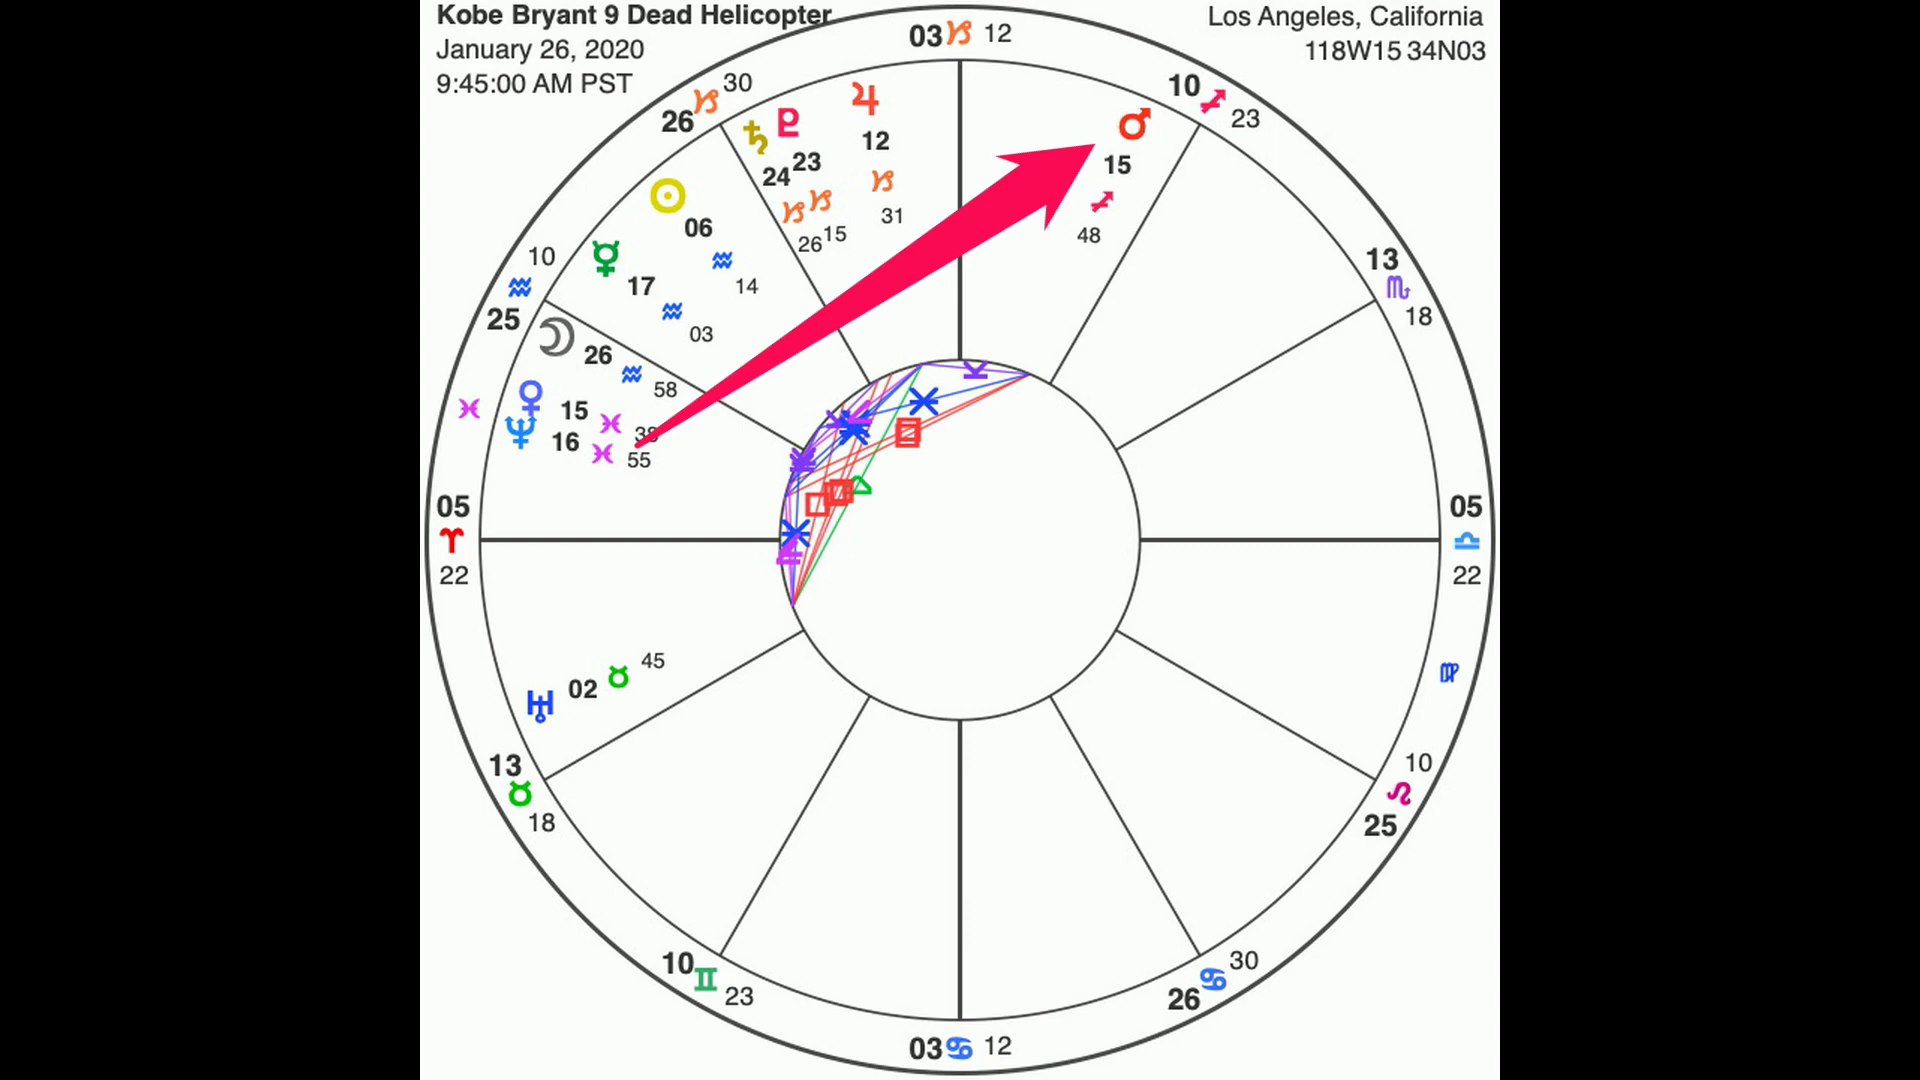 Kobe Bryant 9 Dead Helicopter
January 26, 2020
9:45:00 AM PST
Los Angeles, California
118W15 34N03
03 ♑ 12
10 ♐ 23
13 ♏ 18
05 ♎ 22
♍
10 ♌ 25
30 ♋ 26
03 ♋ 12
10 ♊ 23
13 ♉ 18
05 ♈ 22
♓
10 ♒ 25
26 ♑ 30
♃ 12 ♑ 31
♇ 23 ♑ 15
♄ 24 ♑ 26
♂ 15 ♐ 48
☉ 06 ♒ 14
☿ 17 ♒ 03
☽ 26 ♒ 58
♀ 15 ♓
♆ 16 ♓ 55
♅ 02 ♉ 45